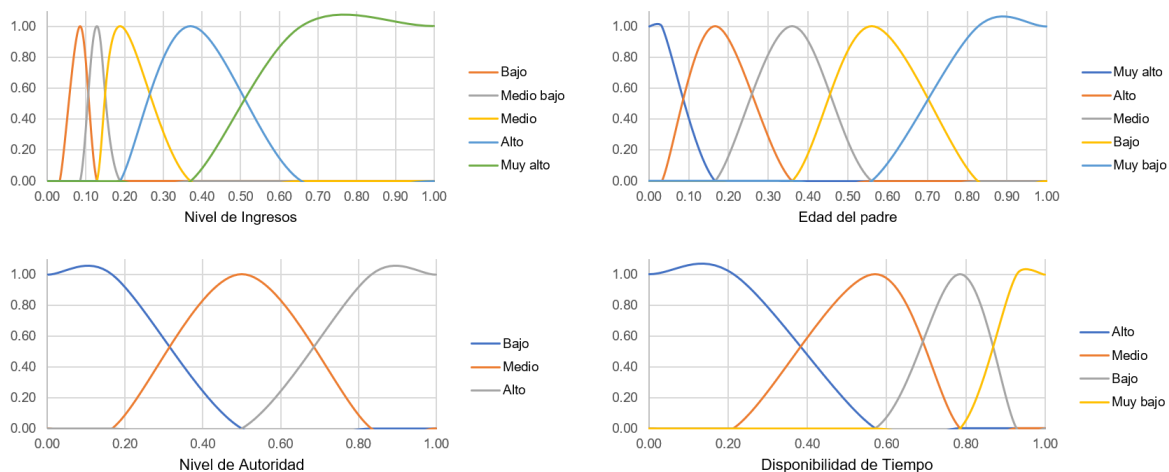 1.00
0.80
0.60
0.40
0.20
0.00
0.00 0.10 0.20 0.30 0.40 0.50 0.60 0.70 0.80 0.90 1.00
Nivel de Ingresos
Bajo
Medio bajo
Medio
Alto
Muy alto
1.00
0.80
0.60
0.40
0.20
0.00
0.00 0.10 0.20 0.30 0.40 0.50 0.60 0.70 0.80 0.90 1.00
Edad del padre
Muy alto
Alto
Medio
Bajo
Muy bajo
1.00
0.80
0.60
0.40
0.20
0.00
0.00 0.20 0.40 0.60 0.80 1.00
Nivel de Autoridad
Bajo
Medio
Alto
1.00
0.80
0.60
0.40
0.20
0.00
0.00 0.20 0.40 0.60 0.80 1.00
Disponibilidad de Tiempo
Alto
Medio
Bajo
Muy bajo